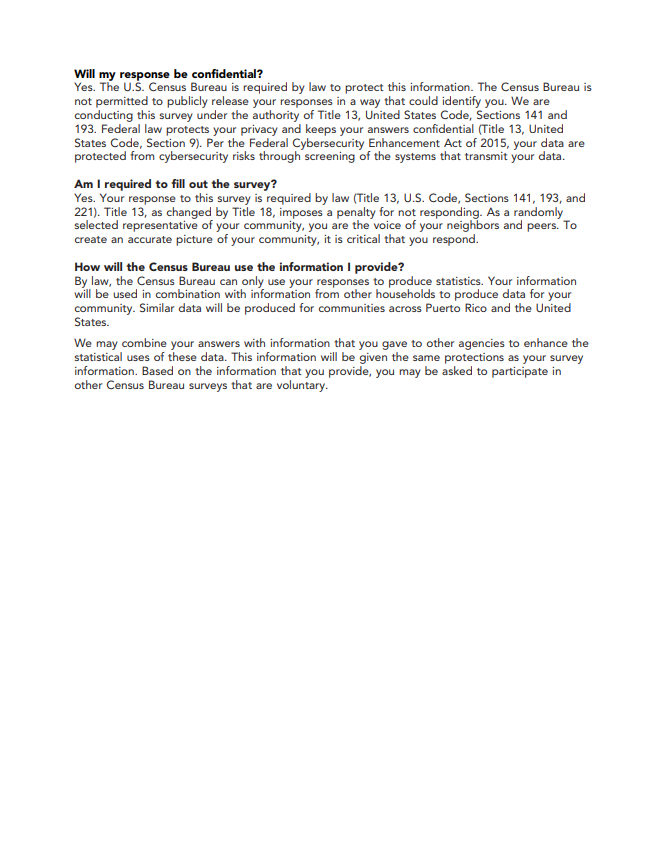 Will my response be confidential?
Yes. The U.S. Census Bureau is required by law to protect this information. The Census Bureau is
not permitted to publicly release your responses in a way that could identify you. We are
conducting this survey under the authority of Title 13, United States Code, Sections 141 and
193. Federal law protects your privacy and keeps your answers confidential (Title 13, United
States Code, Section 9). Per the Federal Cybersecurity Enhancement Act of 2015, your data are
protected from cybersecurity risks through screening of the systems that transmit your data.
Am I required to fill out the survey?
Yes. Your response to this survey is required by law (Title 13, U.S. Code, Sections 141, 193, and
221). Title 13, as changed by Title 18, imposes a penalty for not responding. As a randomly
selected representative of your community, you are the voice of your neighbors and peers. To
create an accurate picture of your community, it is critical that you respond.
How will the Census Bureau use the information I provide?
By law, the Census Bureau can only use your responses to produce statistics. Your information
will be used in combination with information from other households to produce data for your
community. Similar data will be produced for communities across Puerto Rico and the United
States.
We may combine your answers with information that you gave to other agencies to enhance the
statistical uses of these data. This information will be given the same protections as your survey
information. Based on the information that you provide, you may be asked to participate in
other Census Bureau surveys that are voluntary.